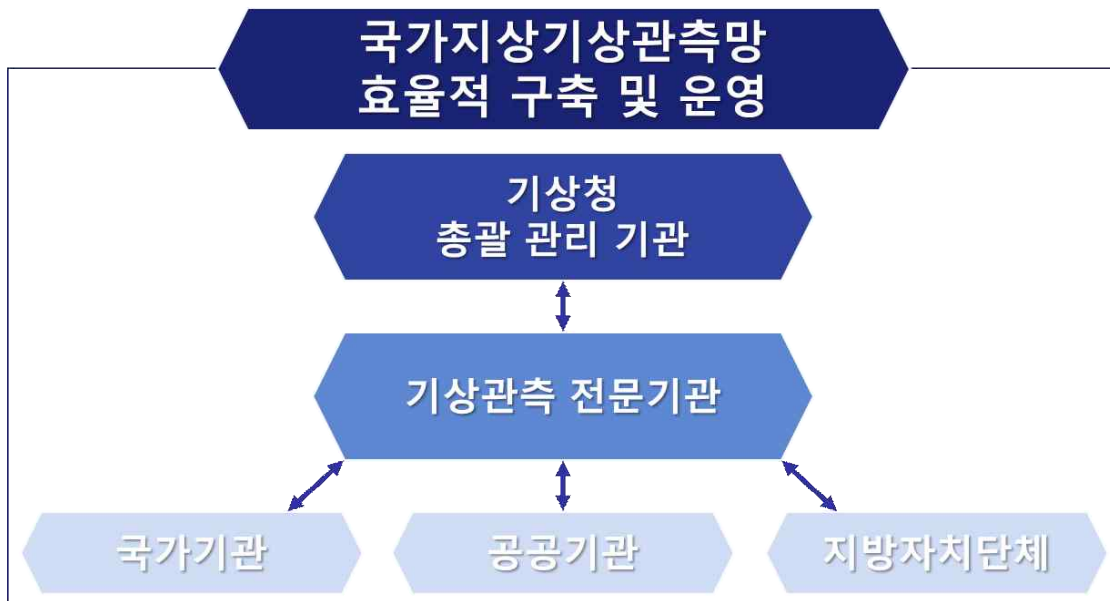 국가지상기상관측망
효율적 구축 및 운영
기상청
총괄 관리 기관
기상관측 전문기관
국가기관
공공기관
지방자치단체